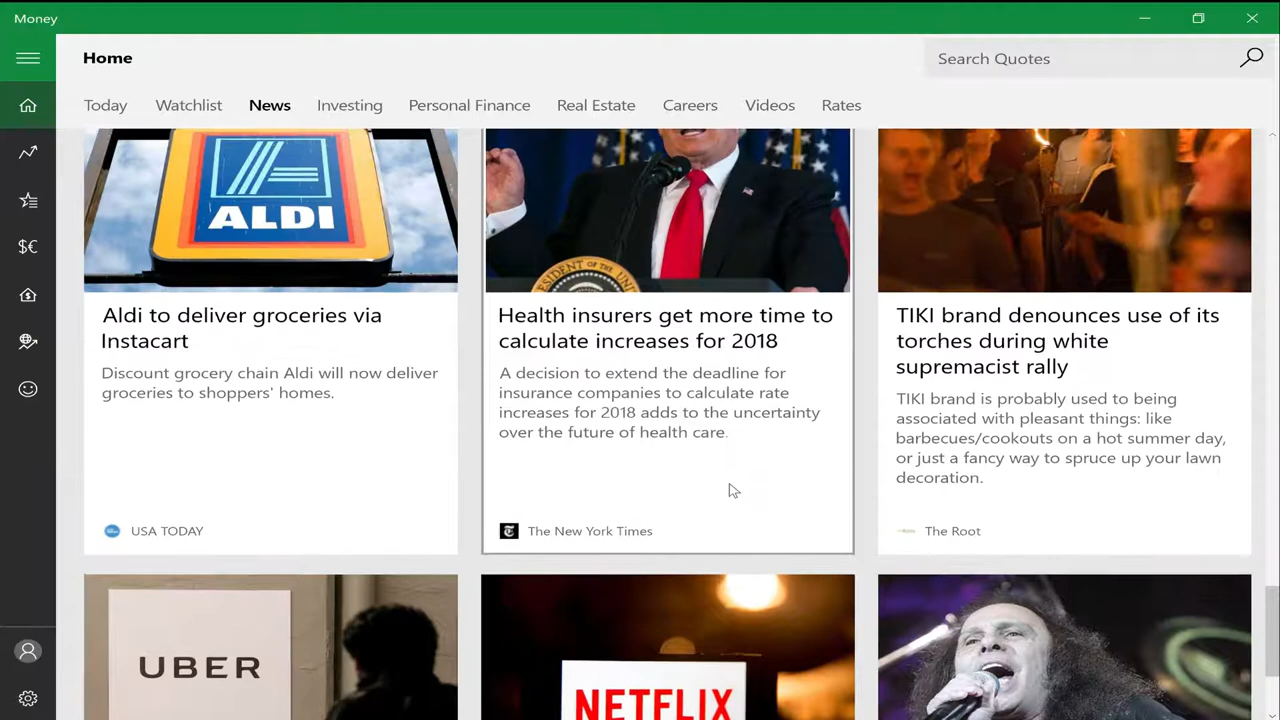 Money
Home
Search Quotes
Today Watchlist News Investing Personal Finance Real Estate Careers Videos Rates
$€
ALDI
Aldi to deliver groceries via
Instacart
Discount grocery chain Aldi will now deliver
groceries to shoppers' homes.
USA TODAY
Health insurers get more time to
calculate increases for 2018
A decision to extend the deadline for
insurance companies to calculate rate
increases for 2018 adds to the uncertainty
over the future of health care.
The New York Times
TIKI brand denounces use of its
torches during white
supremacist rally
TIKI brand is probably used to being
associated with pleasant things: like
barbecues/cookouts on a hot summer day,
or just a fancy way to spruce up your lawn
decoration.
The Root
UBER
NETFLIX